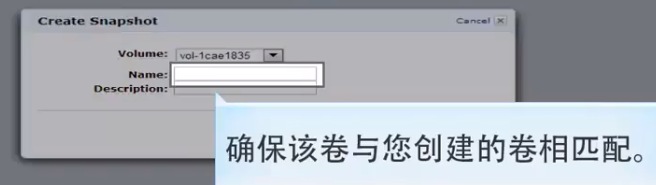 Create Snapshot Cancel
Volume: vol-1cae1835
Name:
Description:
确保该卷与您创建的卷相匹配。